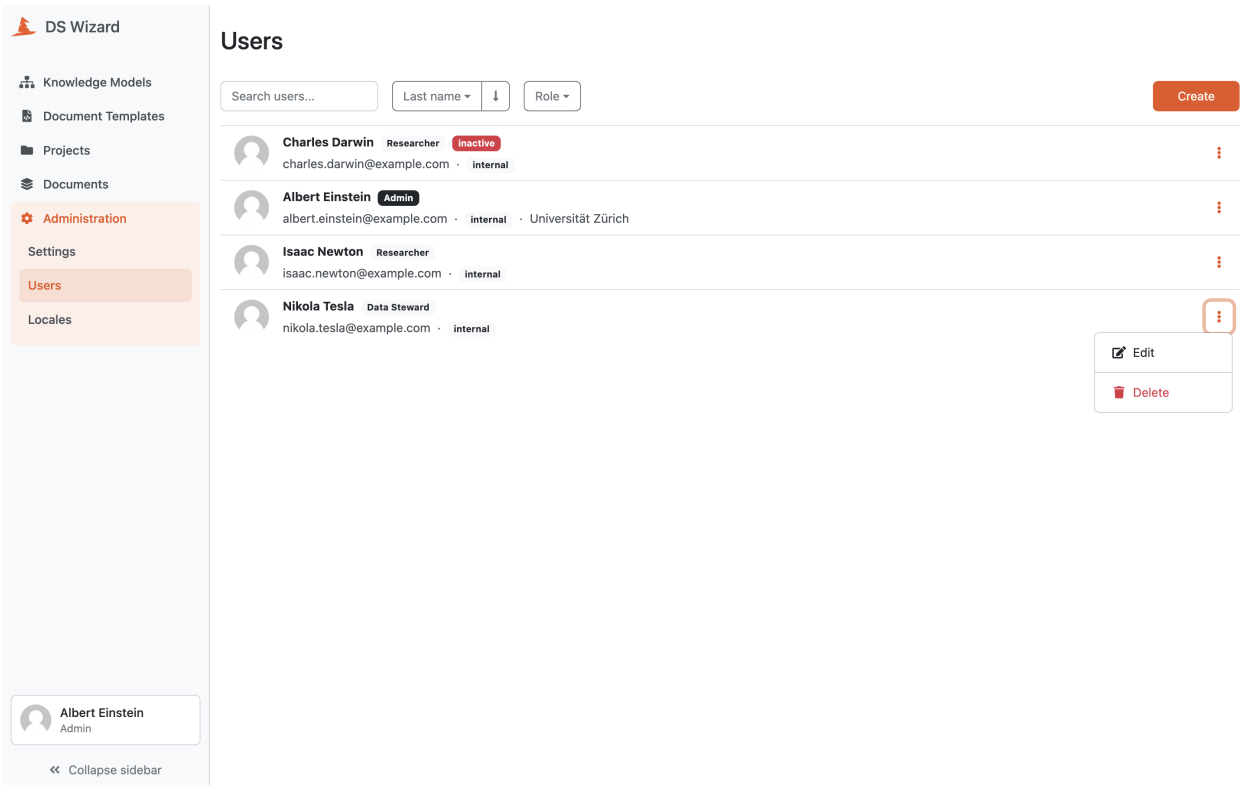 DS Wizard
Knowledge Models
Document Templates
Projects
Documents
Administration
Settings
Users
Locales
Albert Einstein
Admin
Collapse sidebar
Users
Search users...
Last name
Role
Create
Charles Darwin Researcher inactive
charles.darwin@example.com · internal
Albert Einstein Admin
albert.einstein@example.com · internal · Universität Zürich
Isaac Newton Researcher
isaac.newton@example.com · internal
Nikola Tesla Data Steward
nikola.tesla@example.com · internal
Edit
Delete